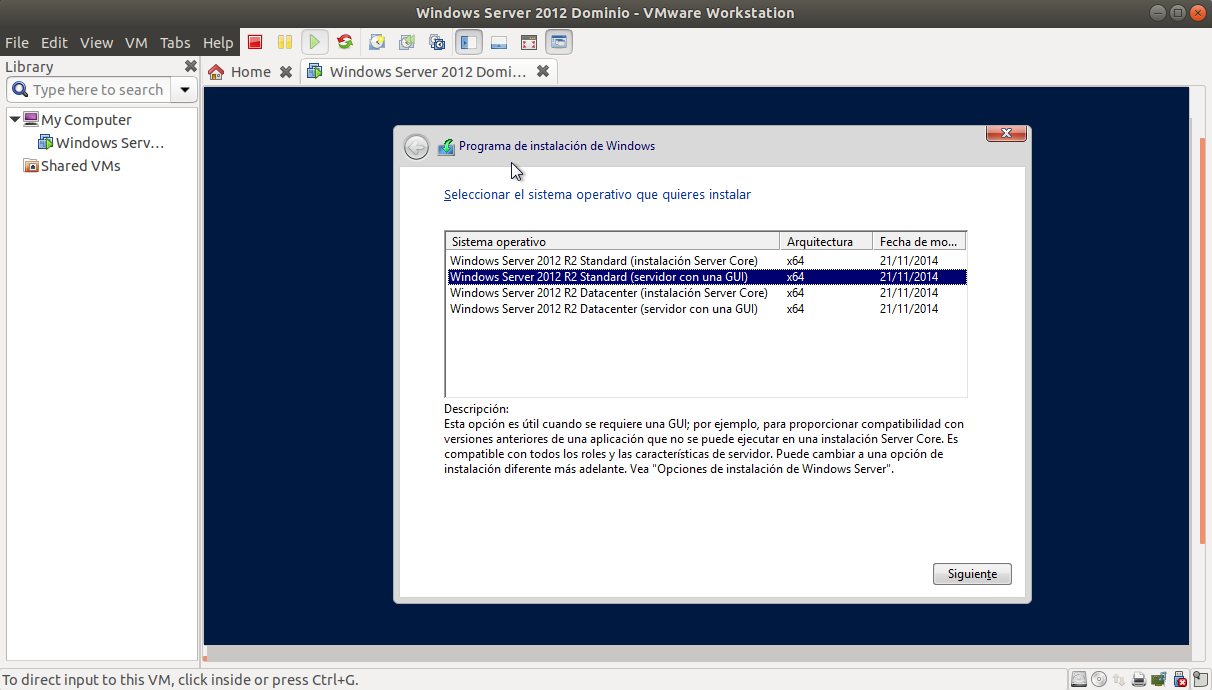 Windows Server 2012 Dominio - VMware Workstation
File Edit View VM Tabs Help
Library
Home
Windows Server 2012 Domi...
Type here to search
My Computer
Windows Serv...
Shared VMs
Programa de instalación de Windows
Seleccionar el sistema operativo que quieres instalar
Sistema operativo Arquitectura Fecha de mo...
Windows Server 2012 R2 Standard (instalación Server Core) x64 21/11/2014
Windows Server 2012 R2 Standard (servidor con una GUI) x64 21/11/2014
Windows Server 2012 R2 Datacenter (instalación Server Core) x64 21/11/2014
Windows Server 2012 R2 Datacenter (servidor con una GUI) x64 21/11/2014
Descripción:
Esta opción es útil cuando se requiere una GUI; por ejemplo, para proporcionar compatibilidad con
versiones anteriores de una aplicación que no se puede ejecutar en una instalación Server Core. Es
compatible con todos los roles y las características de servidor. Puede cambiar a una opción de
instalación diferente más adelante. Vea "Opciones de instalación de Windows Server".
Siguiente
To direct input to this VM, click inside or press Ctrl+G.